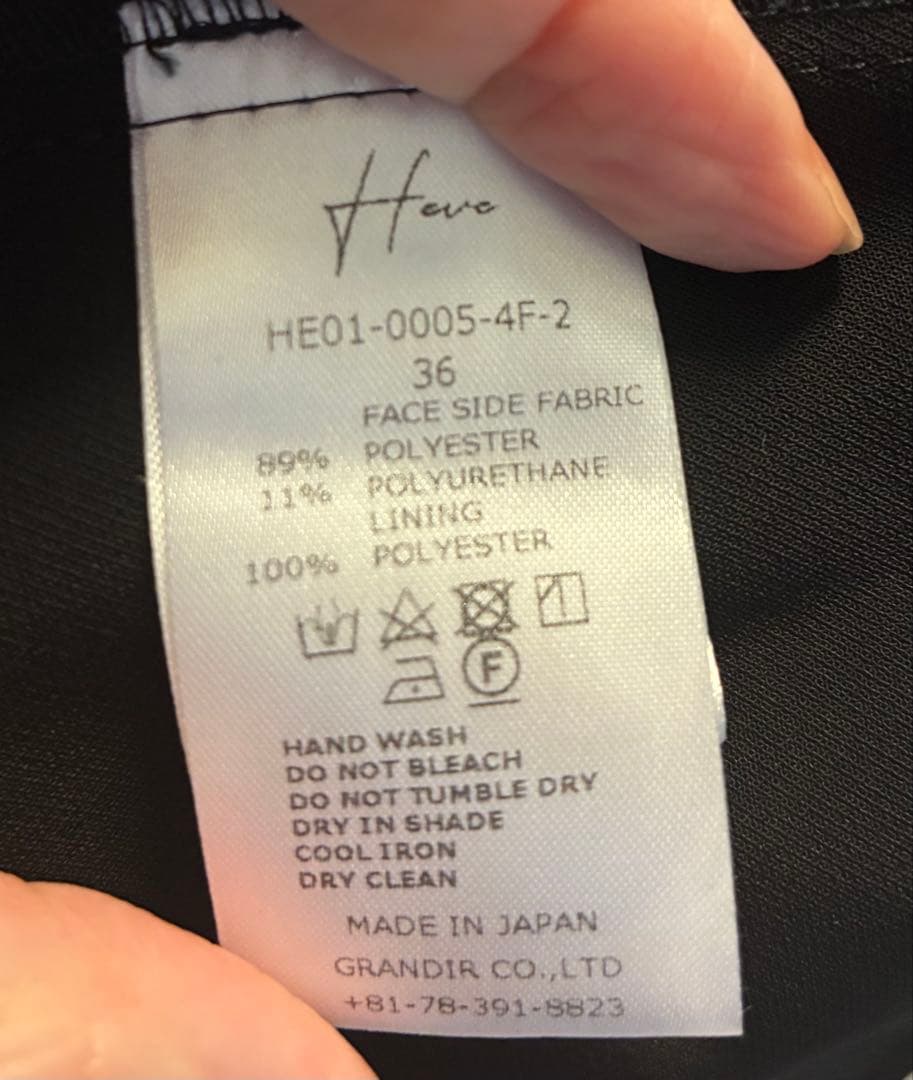 Heve
HE01-0005-4F-2
36
FACE SIDE FABRIC
89% POLYESTER
11% POLYURETHANE
LINING
100% POLYESTER
F
HAND WASH
DO NOT BLEACH
DO NOT TUMBLE DRY
DRY IN SHADE
COOL IRON
DRY CLEAN
MADE IN JAPAN
GRANDIR CO.,LTD
+81-78-391-8823